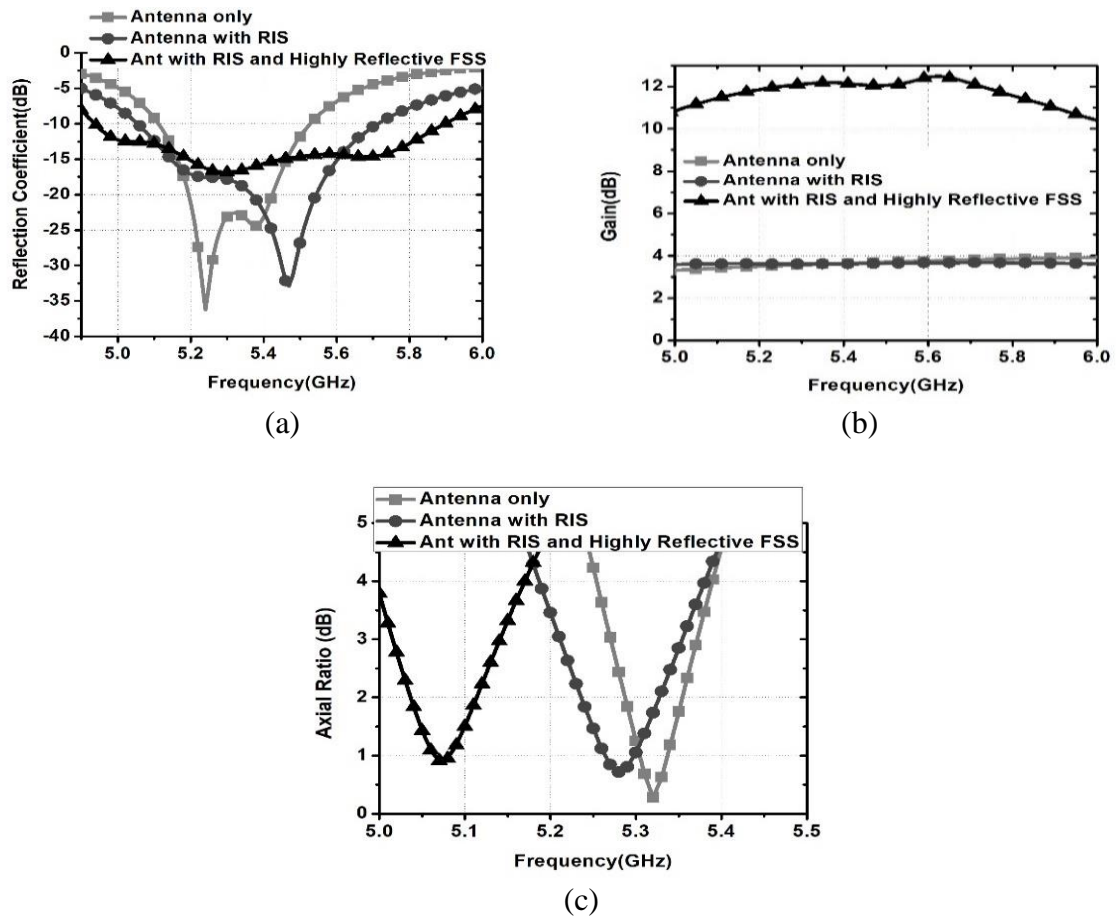 Antenna only
Antenna with RIS
Ant with RIS and Highly Reflective FSS
Reflection Coefficient(dB)
0
-5
-10
-15
-20
-25
-30
-35
-40
5.0 5.2 5.4 5.6 5.8 6.0
Frequency(GHz)
(a)
Gain(dB)
12
10
8
6
4
2
0
Antenna only
Antenna with RIS
Ant with RIS and Highly Reflective FSS
5.0 5.2 5.4 5.6 5.8 6.0
Frequency(GHz)
(b)
Antenna only
Antenna with RIS
Ant with RIS and Highly Reflective FSS
Axial Ratio (dB)
5
4
3
2
1
0
5.0 5.1 5.2 5.3 5.4 5.5
Frequency(GHz)
(c)